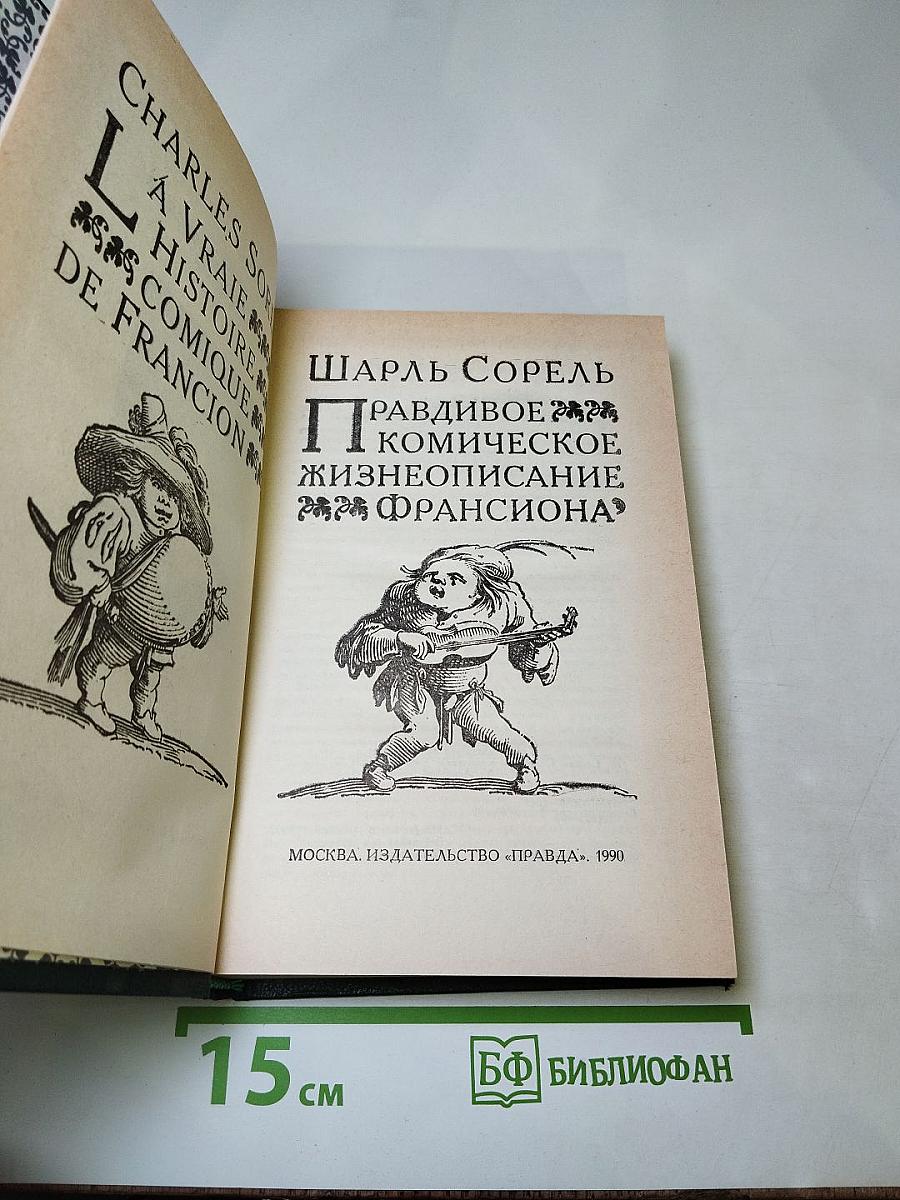 CHARLES SOR
LA VRAIE
HISTOIRE
COMIQUE
DE FRANCION
ШАРЛЬ СОРЕЛЬ
ПРАВДИВОЕ
КОМИЧЕСКОЕ
ЖИЗНЕОПИСАНИЕ
ФРАНСИОНА
МОСКВА. ИЗДАТЕЛЬСТВО «ПРАВДА». 1990
15 СМ
БФ БИБЛИОФАН